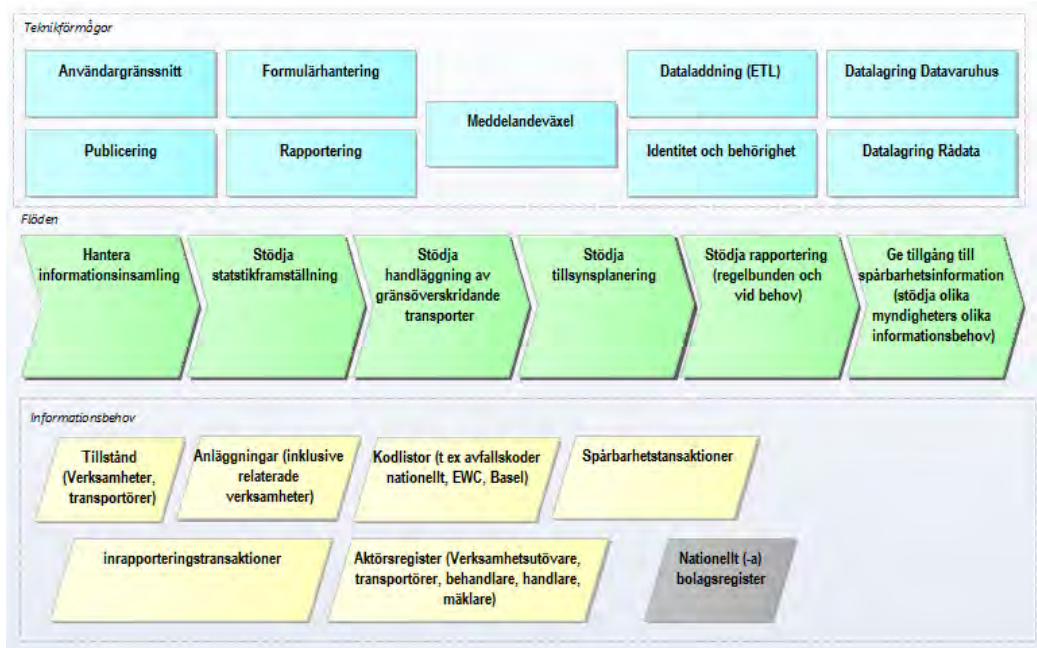 Teknikförmågor
Användargränssnitt
Formulärhantering
Meddelandeväxel
Dataladdning (ETL)
Datalagring Datavaruhus
Publicering
Rapportering
Identitet och behörighet
Datalagring Rådata
Flöden
Hantera
informationsinsamling
Stödja
statstikframställning
Stödja
handläggning av
gränsöverskridande
transporter
Stödja
tillsynsplanering
Stödja rapportering
(regelbunden och
vid behov)
Ge tillgång till
spårbarhetsinformation
(stödja olika
myndigheters olika
informationsbehov)
Informationsbehov
Tillstånd
(Verksamheter,
transportörer)
Anläggningar (inklusive
relaterade
verksamheter)
Kodlistor (t ex avfallskoder
nationellt, EWC, Basel)
Spårbarhetstansaktioner
inrapporteringstransaktioner
Aktörsregister (Verksamhetsutövare,
transportörer, behandlare, handlare,
mäklare)
Nationellt (-a)
bolagsregister